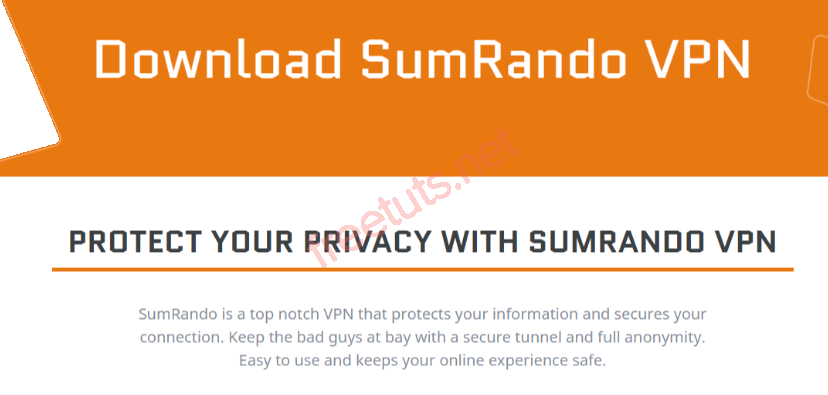 Download SumRando VPN
freetuts.net
PROTECT YOUR PRIVACY WITH SUMRANDO VPN
SumRando is a top notch VPN that protects your information and secures your
connection. Keep the bad guys at bay with a secure tunnel and full anonymity.
Easy to use and keeps your online experience safe.